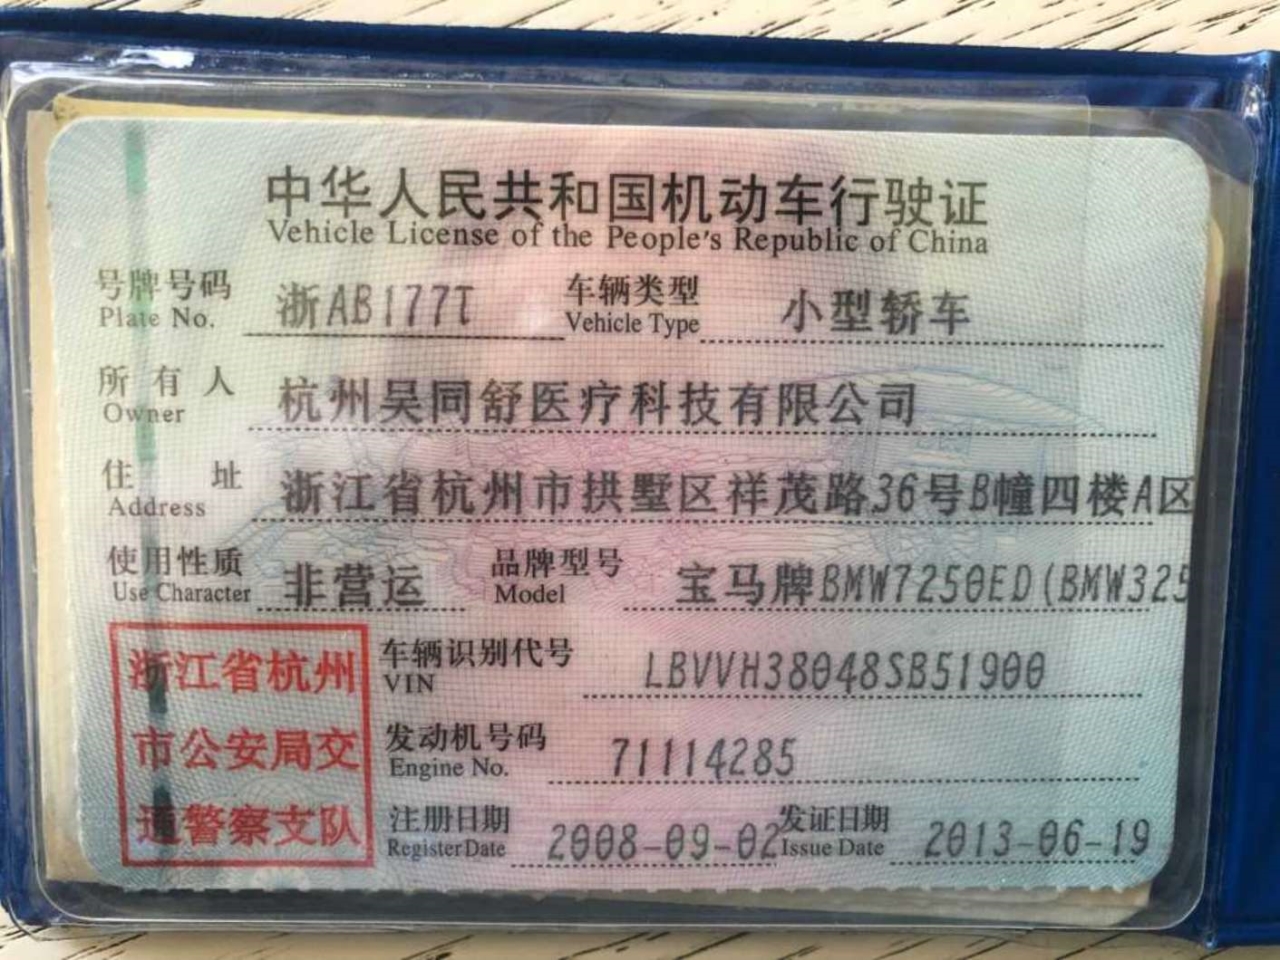 中华人民共和国机动车行驶证
Vehicle License of the People's Republic of China
号牌号码 浙AB177T 车辆类型 小型轿车
Plate No. Vehicle Type
所有人 杭州吴同舒医疗科技有限公司
Owner
住址 浙江省杭州市拱墅区祥茂路36号B幢四楼A区
Address
使用性质 非营运 品牌型号 宝马牌BMW7250ED(BMW325
Use Character Model
浙江省杭州
市公安局交
通警察支队
车辆识别代号 LBVVH38048SB51900
VIN
发动机号码 71114285
Engine No.
注册日期 2008-09-02 发证日期 2013-06-19
Register Date Issue Date